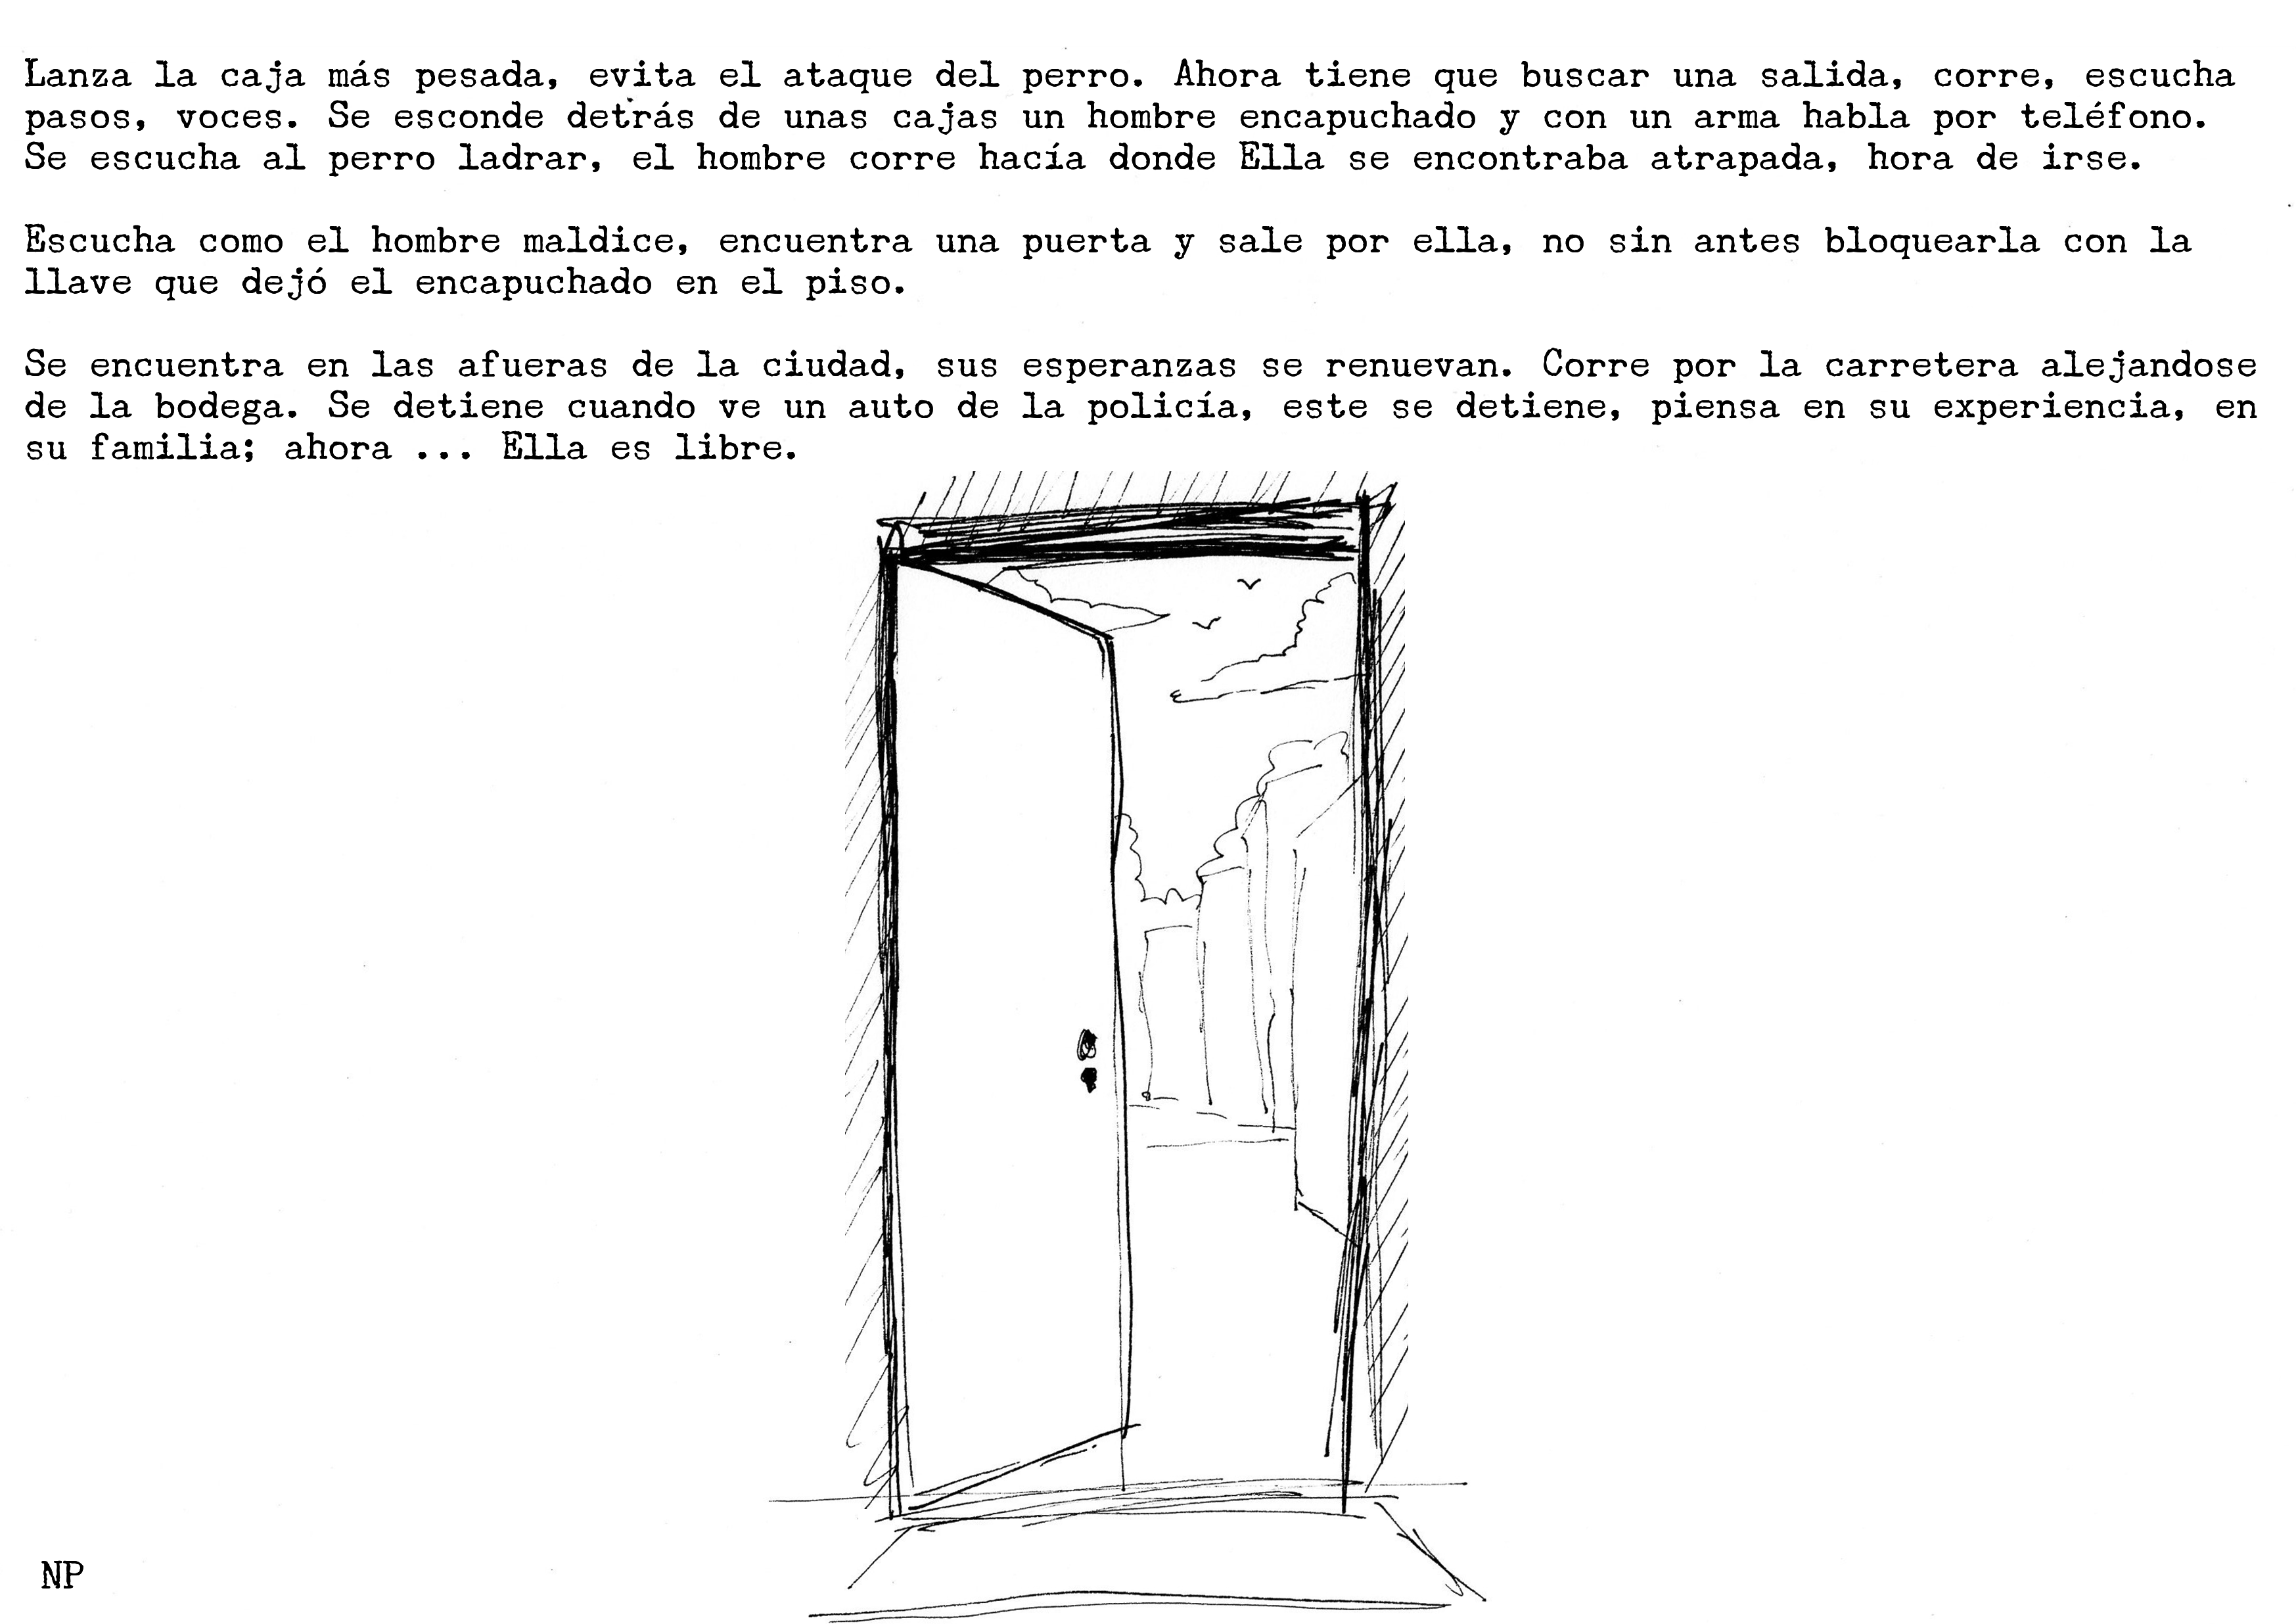 Lanza la caja más pesada, evita el ataque del perro. Ahora tiene que buscar una salida, corre, escucha
pasos, voces. Se esconde detrás de unas cajas un hombre encapuchado y con un arma habla por teléfono.
Se escucha al perro ladrar, el hombre corre hacía donde Ella se encontraba atrapada, hora de irse.
Escucha como el hombre maldice, encuentra una puerta y sale por ella, no sin antes bloquearla con la
llave que dejó el encapuchado en el piso.
Se encuentra en las afueras de la ciudad, sus esperanzas se renuevan. Corre por la carretera alejandose
de la bodega. Se detiene cuando ve un auto de la policía, este se detiene, piensa en su experiencia, en
su familia; ahora ... Ella es libre.
NP